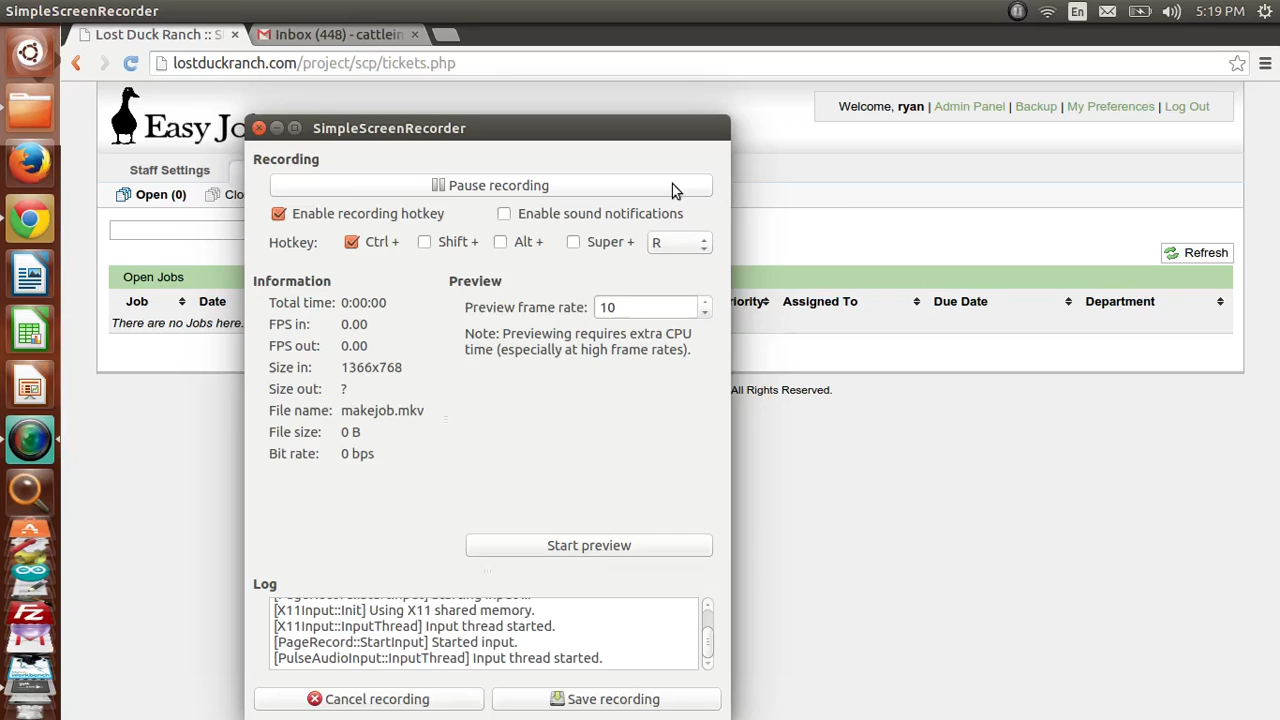 SimpleScreenRecorder
En
5:19 PM
Lost Duck Ranch :: S
Inbox (448) - cattlein
lostduckranch.com/project/scp/tickets.php
Easy Jo
Welcome, ryan | Admin Panel | Backup | My Preferences | Log Out
SimpleScreenRecorder
Staff Settings
Open (0)
Clo
Recording
Pause recording
Enable recording hotkey
Enable sound notifications
Hotkey:
Ctrl +
Shift +
Alt +
Super +
R
Refresh
Open Jobs
Job
Date
riority
Assigned To
Due Date
Department
There are no Jobs here.
Information
Total time: 0:00:00
FPS in: 0.00
FPS out: 0.00
Size in: 1366x768
Size out: ?
File name: makejob.mkv
File size: 0 B
Bit rate: 0 bps
Preview
Preview frame rate: 10
Note: Previewing requires extra CPU
time (especially at high frame rates).
All Rights Reserved.
Start preview
Log
[X11Input::Init] Using X11 shared memory.
[X11Input::InputThread] Input thread started.
[PageRecord::StartInput] Started input.
[PulseAudioInput::InputThread] Input thread started.
Cancel recording
Save recording